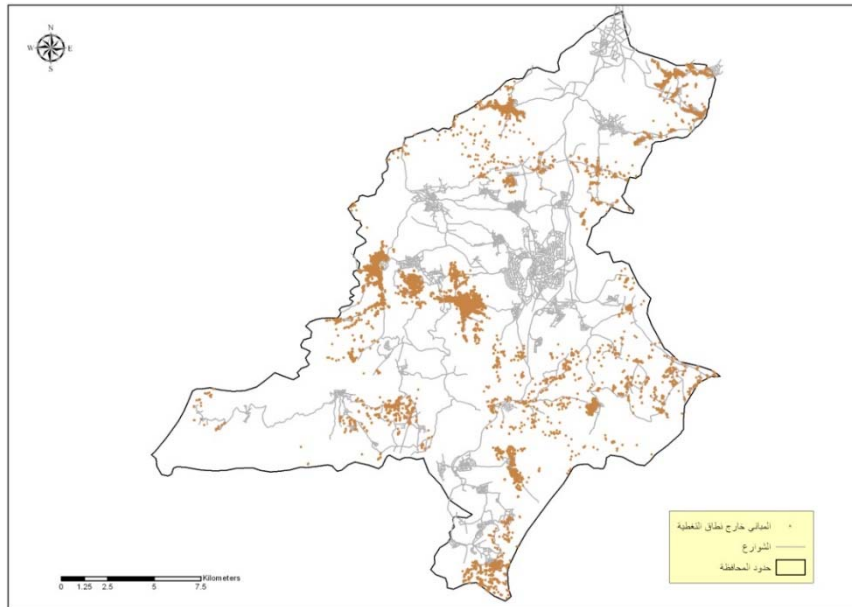 N
W E
S
المباني خارج نطاق التغطية
الشوارع
حدود المحافظة
Kilometers
0 1.25 2.5 5 7.5